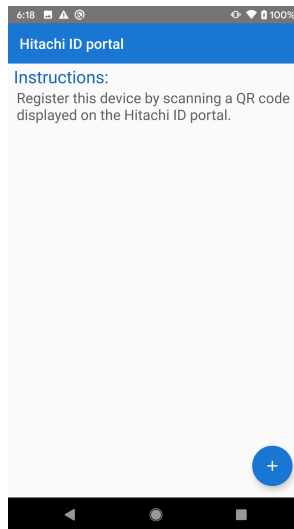 6:18
100%
Hitachi ID portal
Instructions:
Register this device by scanning a QR code
displayed on the Hitachi ID portal.
+